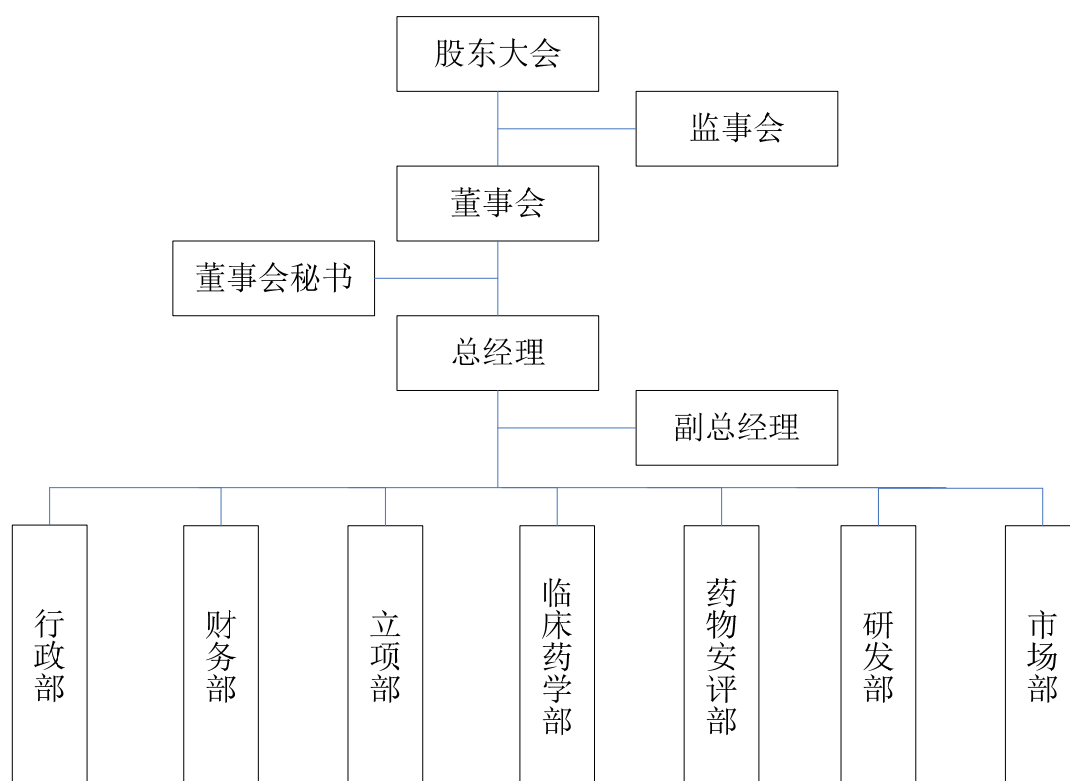 股东大会
监事会
董事会
董事会秘书
总经理
副总经理
行政部
财务部
立项部
临床药学部
药物安评部
研发部
市场部